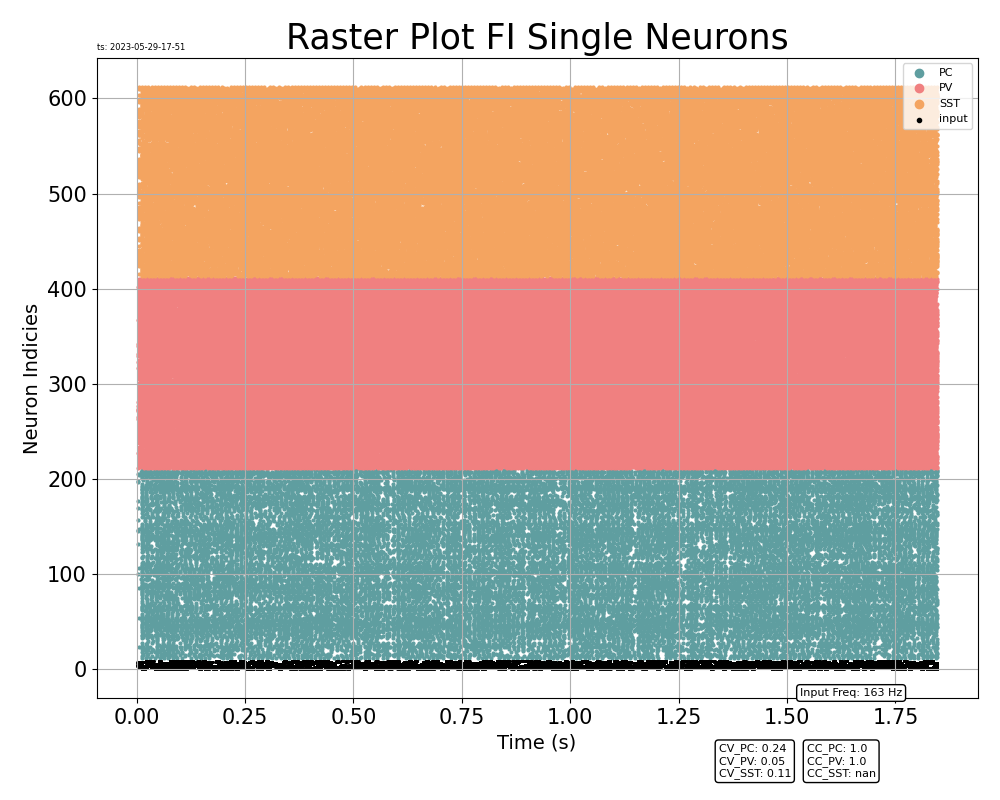 Raster Plot FI Single Neurons
ts: 2023-05-29-17-51
PC
PV
SST
input
600
500
400
300
200
100
0
Neuron Indicies
Input Freq: 163 Hz
0.00 0.25 0.50 0.75 1.00 1.25 1.50 1.75
Time (s)
CV_PC: 0.24
CV_PV: 0.05
CV_SST: 0.11
CC_PC: 1.0
CC_PV: 1.0
CC_SST: nan